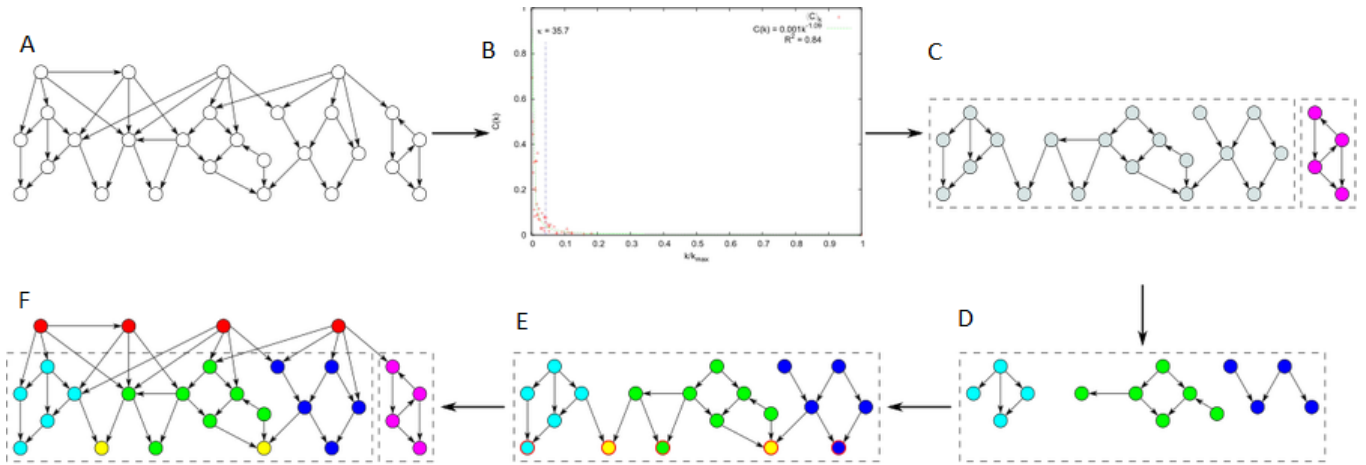 A
B
C
κ = 35.7
⟨C⟩k
C(k) = 0.001k^-1.09
R^2 = 0.84
1
0.8
0.6
0.4
0.2
0
C(k)
0 0.1 0.2 0.3 0.4 0.5 0.6 0.7 0.8 0.9 1
k/kmax
F
E
D